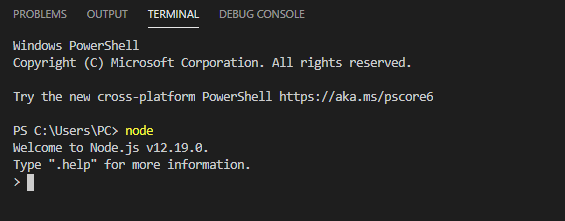 PROBLEMS OUTPUT TERMINAL DEBUG CONSOLE
Windows PowerShell
Copyright (C) Microsoft Corporation. All rights reserved.
Try the new cross-platform PowerShell https://aka.ms/pscore6
PS C:\Users\PC> node
Welcome to Node.js v12.19.0.
Type ".help" for more information.
>